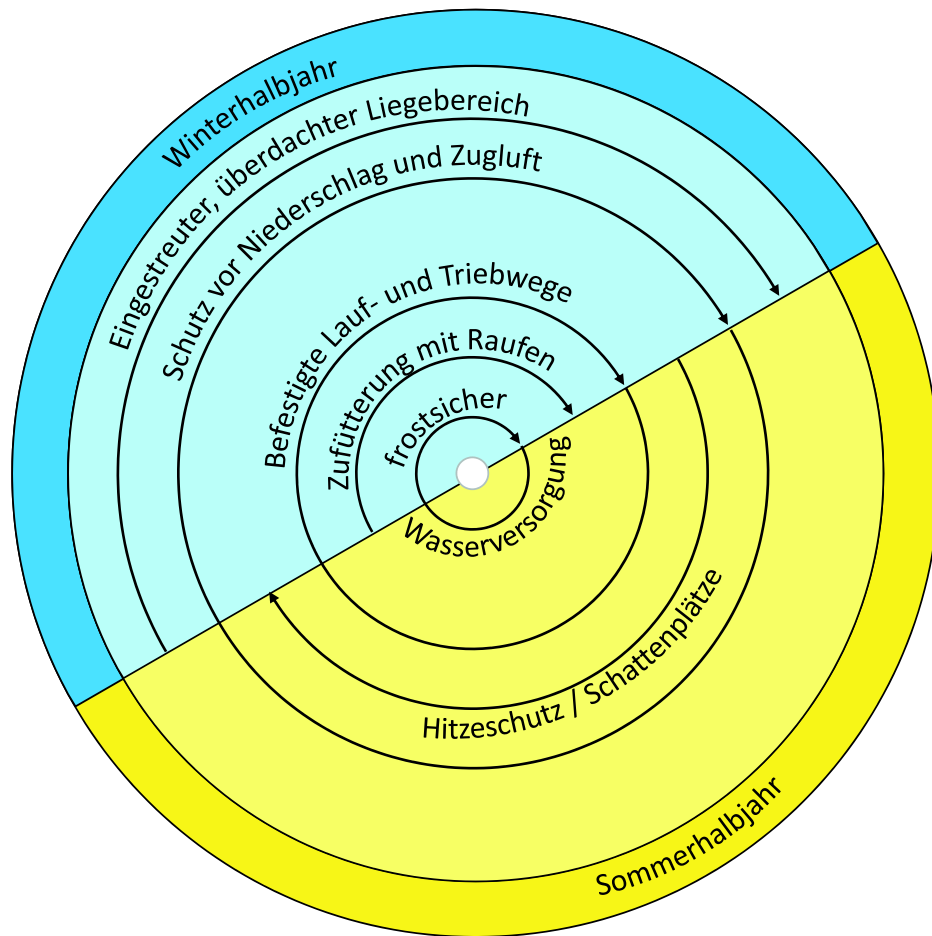 Winterhalbjahr
Eingestreuter, überdachter Liegebereich
Schutz vor Niederschlag und Zugluft
Befestigte Lauf- und Triebwege
Zufütterung mit Raufen
frostsicher
Wasserversorgung
Hitzeschutz / Schattenplätze
Sommerhalbjahr